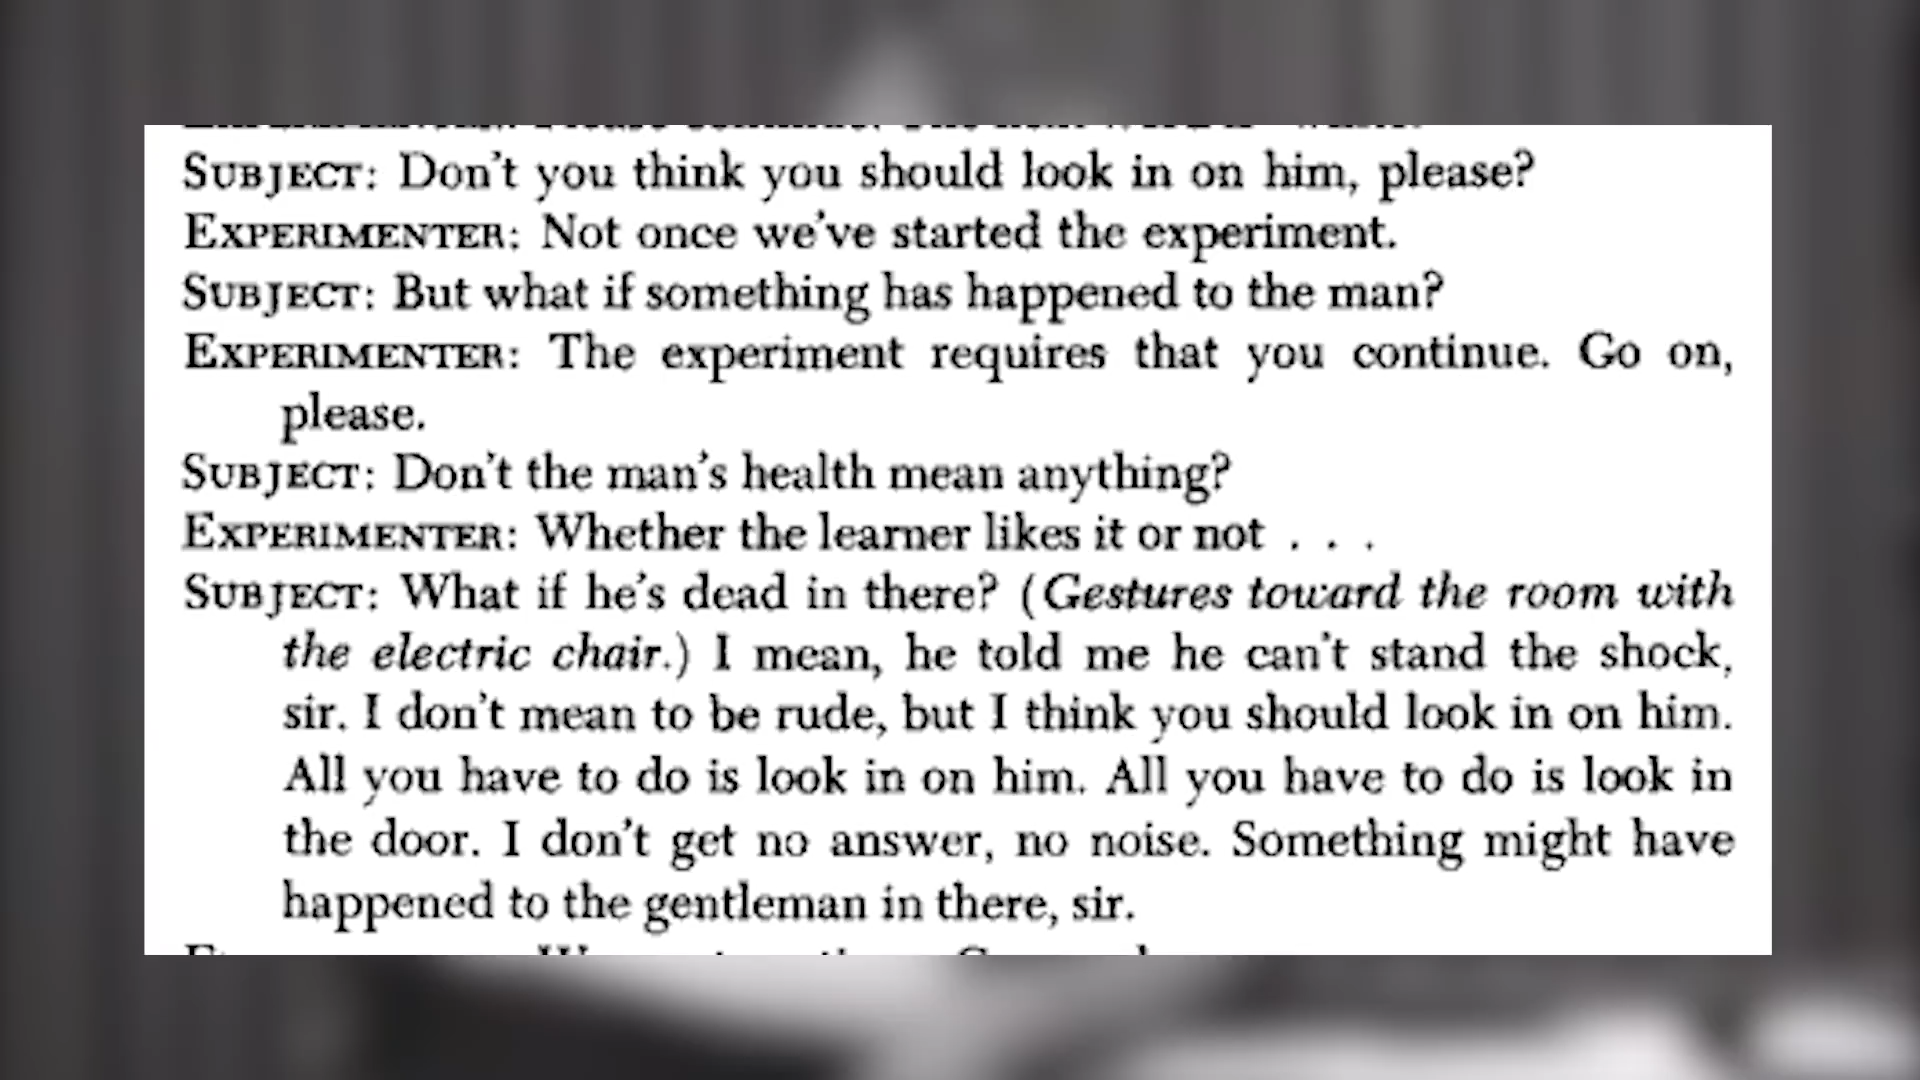 SUBJECT: Don't you think you should look in on him, please?
EXPERIMENTER: Not once we've started the experiment.
SUBJECT: But what if something has happened to the man?
EXPERIMENTER: The experiment requires that you continue. Go on,
please.
SUBJECT: Don't the man's health mean anything?
EXPERIMENTER: Whether the learner likes it or not . . .
SUBJECT: What if he's dead in there? (Gestures toward the room with
the electric chair.) I mean, he told me he can't stand the shock,
sir. I don't mean to be rude, but I think you should look in on him.
All you have to do is look in on him. All you have to do is look in
the door. I don't get no answer, no noise. Something might have
happened to the gentleman in there, sir.